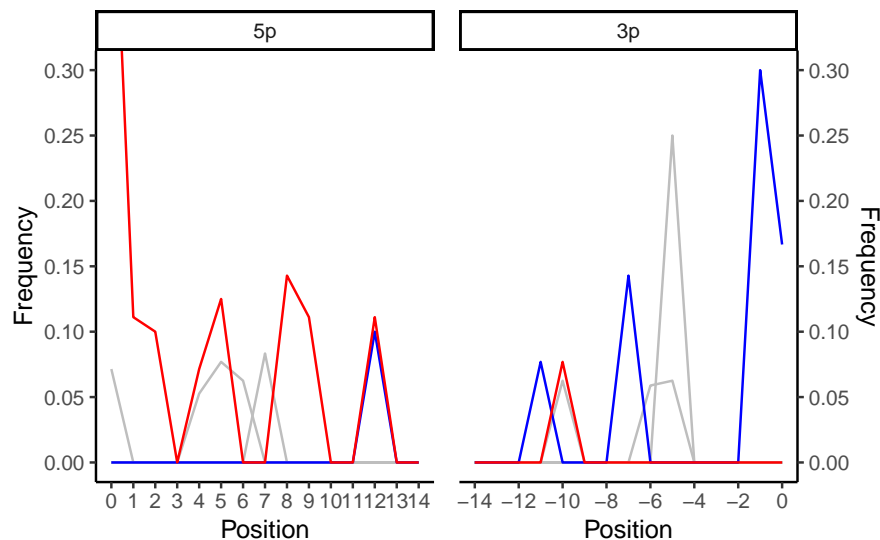 5p 3p
0.30 0.30
0.25 0.25
0.20 0.20
0.15 0.15
0.10 0.10
0.05 0.05
0.00 0.00
Frequency
Frequency
0 1 2 3 4 5 6 7 8 9 10 11 12 13 14 −14 −12 −10 −8 −6 −4 −2 0
Position Position